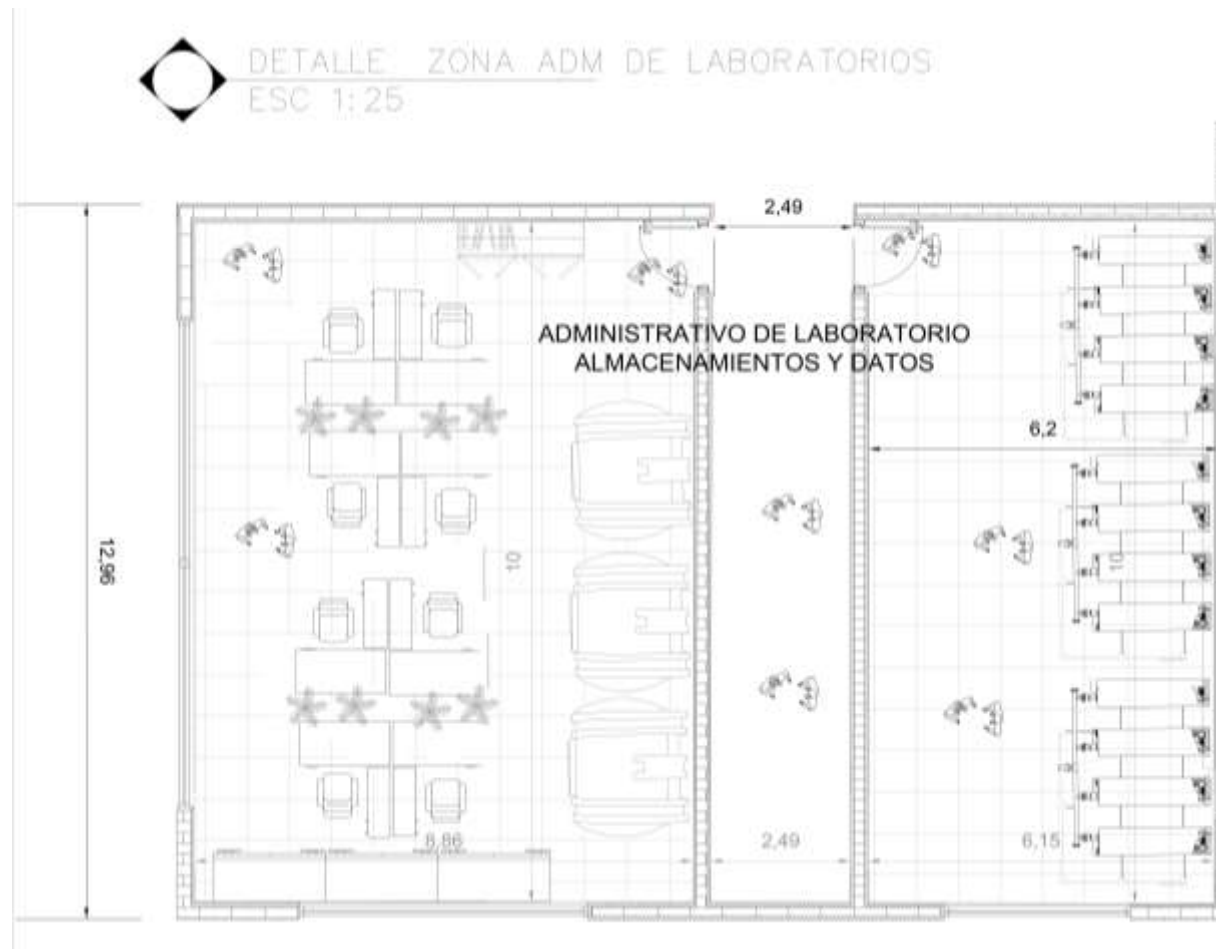 DETALLE ZONA ADM DE LABORATORIOS
ESC 1:25
2,49
ADMINISTRATIVO DE LABORATORIO
ALMACENAMIENTOS Y DATOS
6,2
12,96
10
10
8,86
2,49
6,15